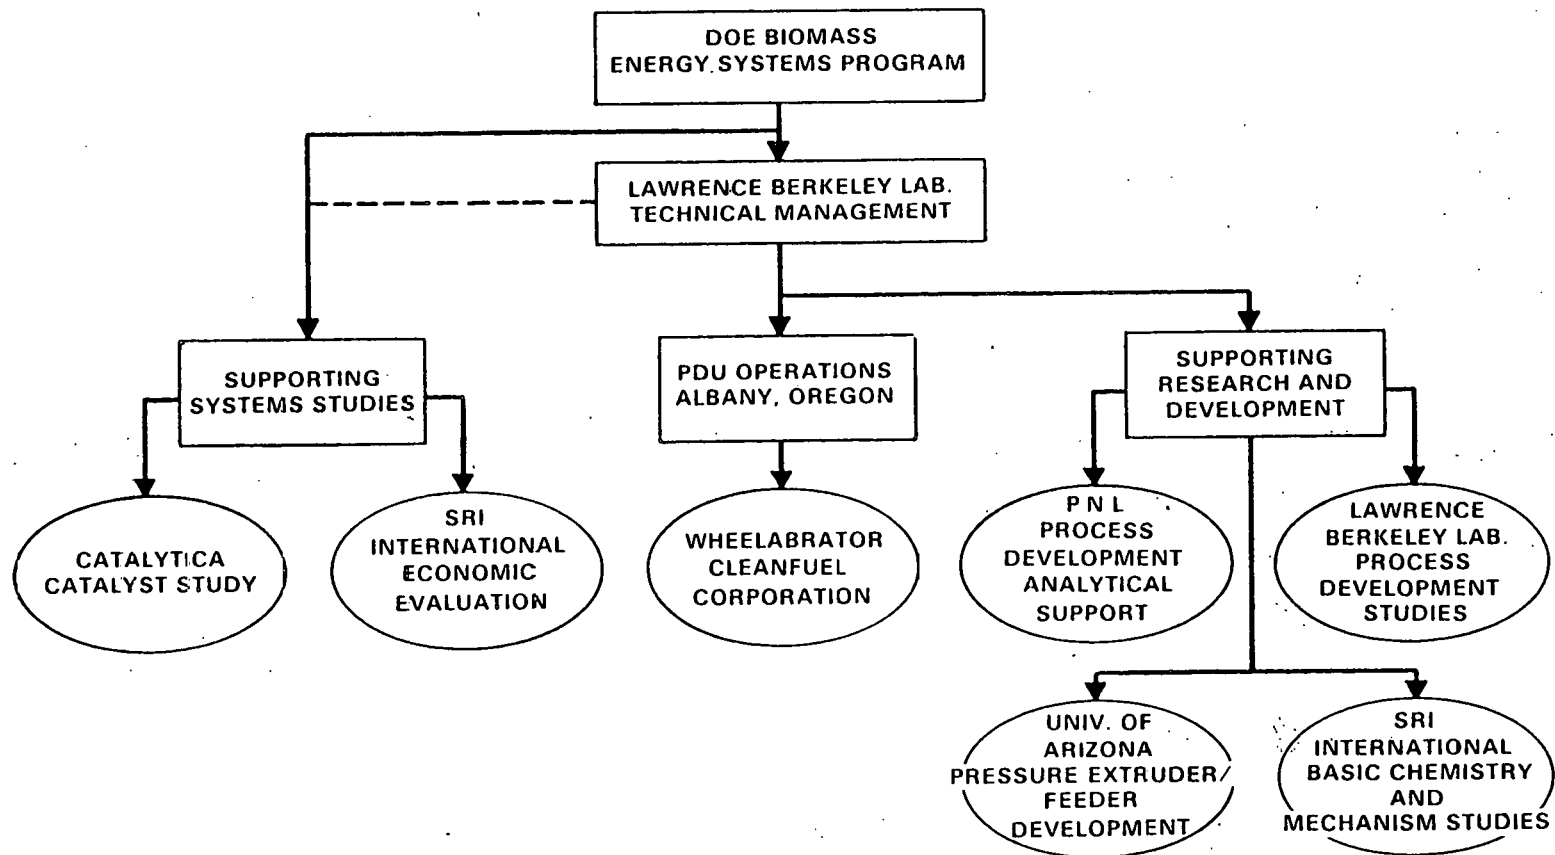 DOE BIOMASS
ENERGY SYSTEMS PROGRAM
LAWRENCE BERKELEY LAB.
TECHNICAL MANAGEMENT
SUPPORTING
SYSTEMS STUDIES
PDU OPERATIONS
ALBANY, OREGON
SUPPORTING
RESEARCH AND
DEVELOPMENT
CATALYTICA
CATALYST STUDY
SRI
INTERNATIONAL
ECONOMIC
EVALUATION
WHEELABRATOR
CLEANFUEL
CORPORATION
P N L
PROCESS
DEVELOPMENT
ANALYTICAL
SUPPORT
LAWRENCE
BERKELEY LAB.
PROCESS
DEVELOPMENT
STUDIES
UNIV. OF
ARIZONA
PRESSURE EXTRUDER/
FEEDER
DEVELOPMENT
SRI
INTERNATIONAL
BASIC CHEMISTRY
AND
MECHANISM STUDIES